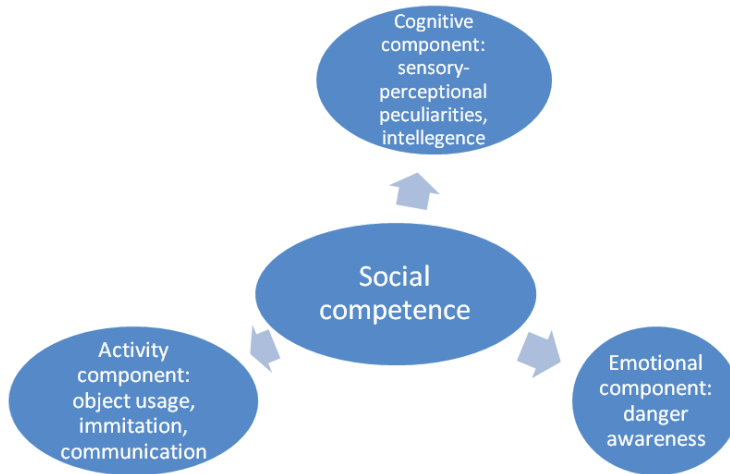 Cognitive
component:
sensory-
perceptional
peculiarities,
intellegence
Social
competence
Activity
component:
object usage,
immitation,
communication
Emotional
component:
danger
awareness